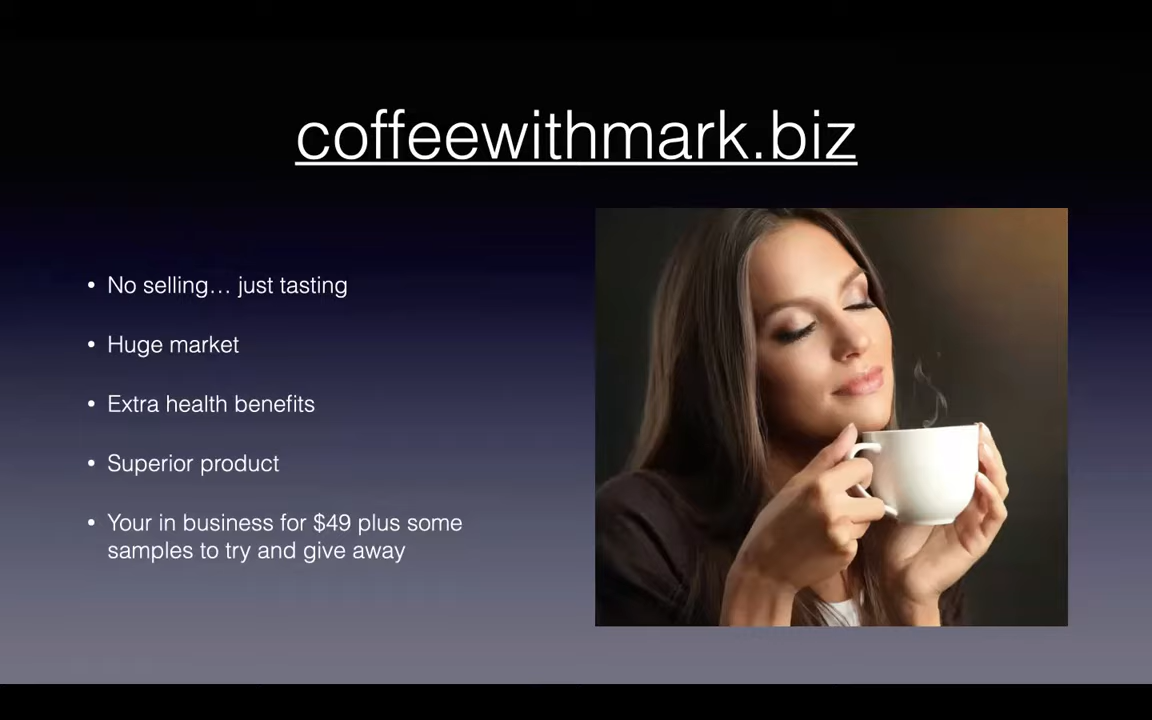 coffeewithmark.biz
• No selling… just tasting
• Huge market
• Extra health benefits
• Superior product
• Your in business for $49 plus some
samples to try and give away